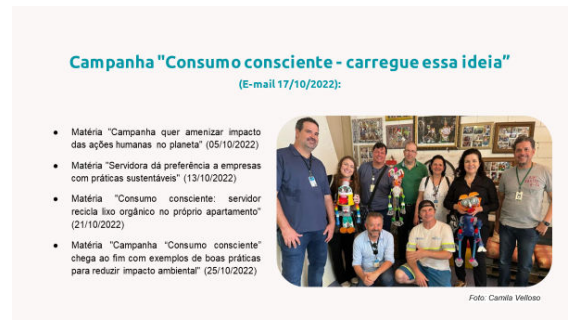 Campanha "Consumo consciente - carregue essa ideia”
(E-mail 17/10/2022):
● Matéria "Campanha quer amenizar impacto
das ações humanas no planeta" (05/10/2022)
● Matéria "Servidora dá preferência a empresas
com práticas sustentáveis" (13/10/2022)
● Matéria "Consumo consciente: servidor
recicla lixo orgânico no próprio apartamento"
(21/10/2022)
● Matéria "Campanha “Consumo consciente”
chega ao fim com exemplos de boas práticas
para reduzir impacto ambiental" (25/10/2022)
Foto: Camila Velloso